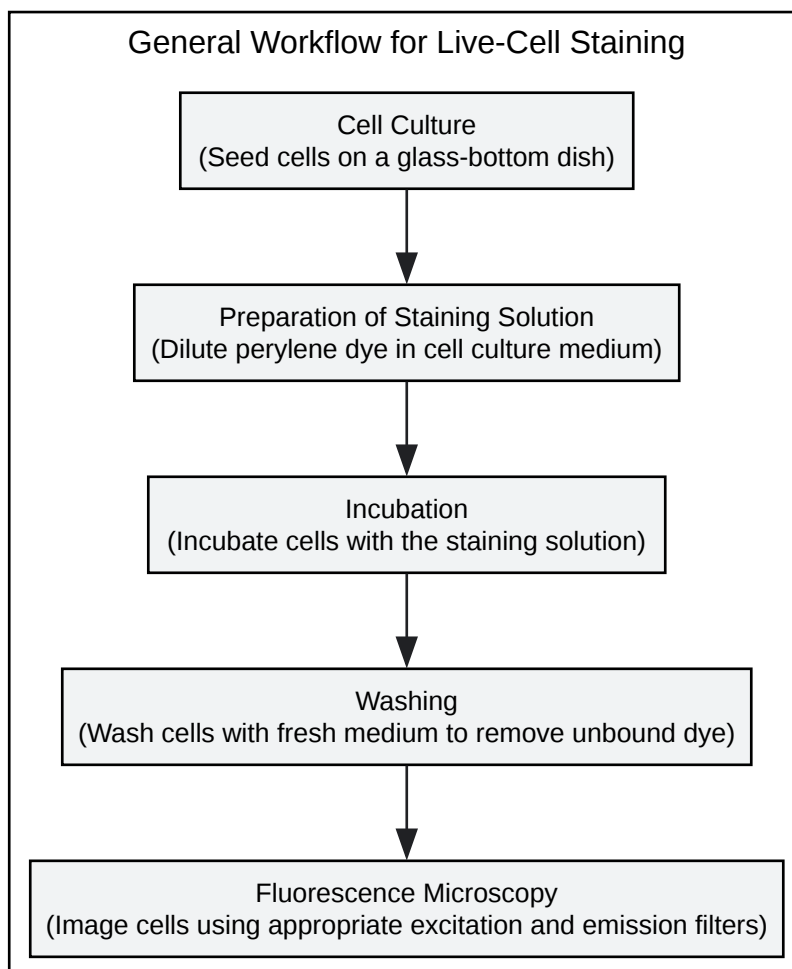 General Workflow for Live-Cell Staining
Cell Culture
(Seed cells on a glass-bottom dish)
Preparation of Staining Solution
(Dilute perylene dye in cell culture medium)
Incubation
(Incubate cells with the staining solution)
Washing
(Wash cells with fresh medium to remove unbound dye)
Fluorescence Microscopy
(Image cells using appropriate excitation and emission filters)